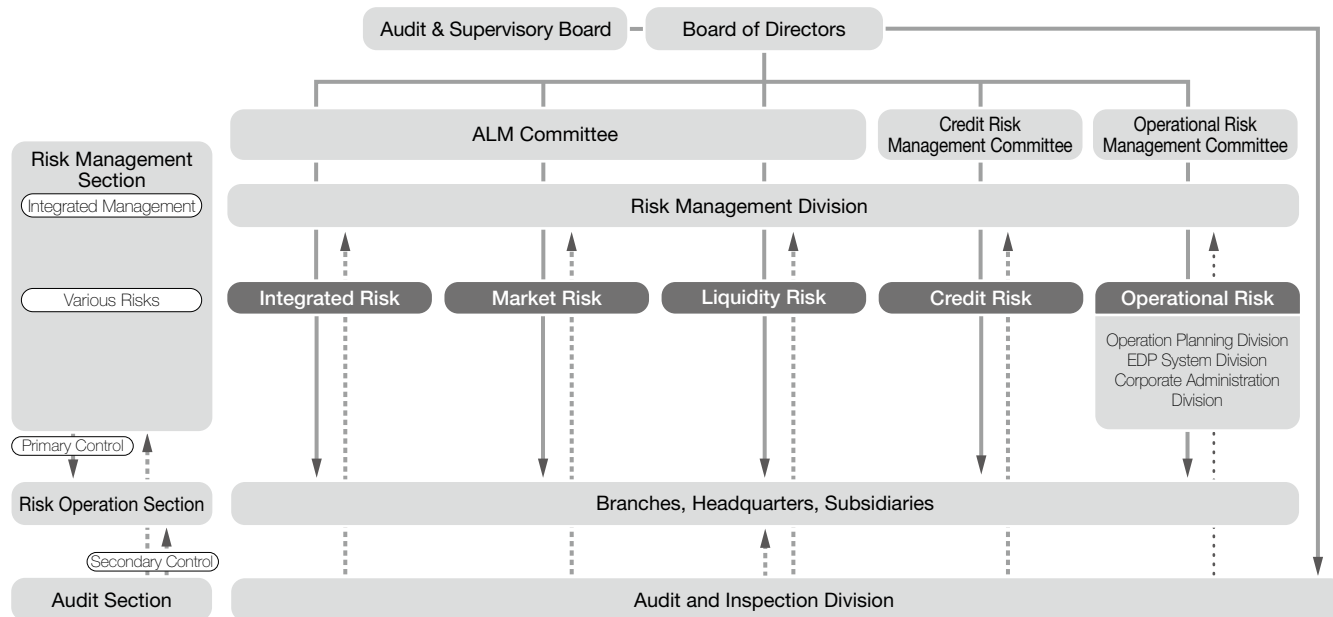 Audit & Supervisory Board
Board of Directors
ALM Committee
Credit Risk
Management Committee
Operational Risk
Management Committee
Risk Management
Section
Integrated Management
Risk Management Division
Various Risks
Integrated Risk
Market Risk
Liquidity Risk
Credit Risk
Operational Risk
Operation Planning Division
EDP System Division
Corporate Administration
Division
Primary Control
Risk Operation Section
Branches, Headquarters, Subsidiaries
Secondary Control
Audit Section
Audit and Inspection Division